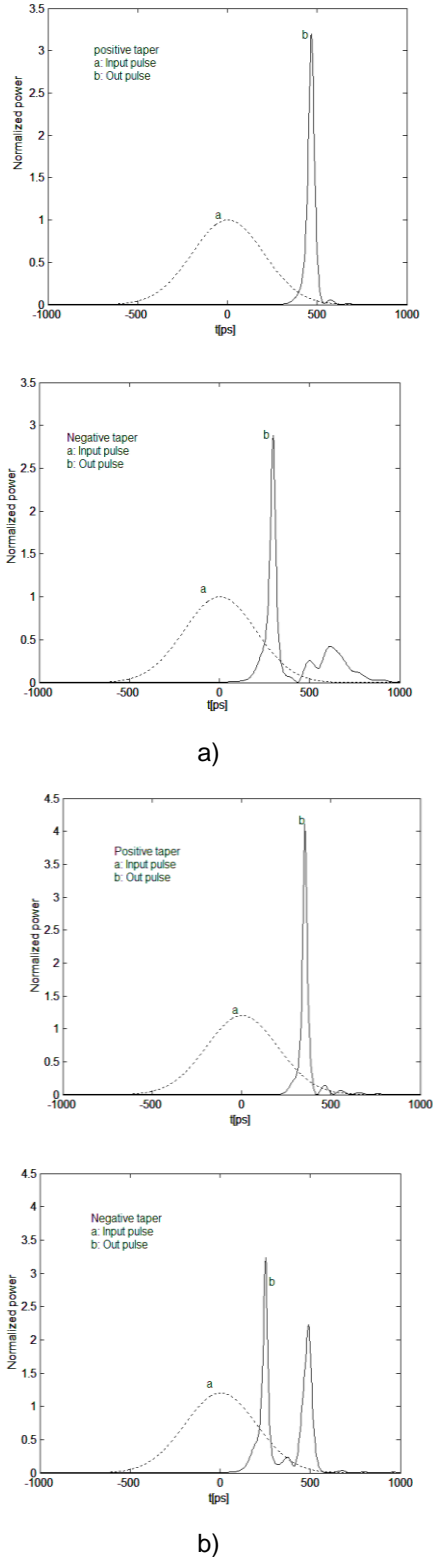 3.5
3
2.5
2
1.5
1
0.5
0
Normalized power
positive taper
a: Input pulse
b: Out pulse
b
a
-1000 -500 0 500 1000
t[ps]
3.5
3
2.5
2
1.5
1
0.5
0
Normalized power
Negative taper
a: Input pulse
b: Out pulse
b
a
-1000 -500 0 500 1000
t[ps]
a)
4.5
4
3.5
3
2.5
2
1.5
1
0.5
0
Normalized power
Positive taper
a: Input pulse
b: Out pulse
b
a
-1000 -500 0 500 1000
t[ps]
4.5
4
3.5
3
2.5
2
1.5
1
0.5
0
Normalized power
Negative taper
a: Input pulse
b: Out pulse
b
a
-1000 -500 0 500 1000
t[ps]
b)